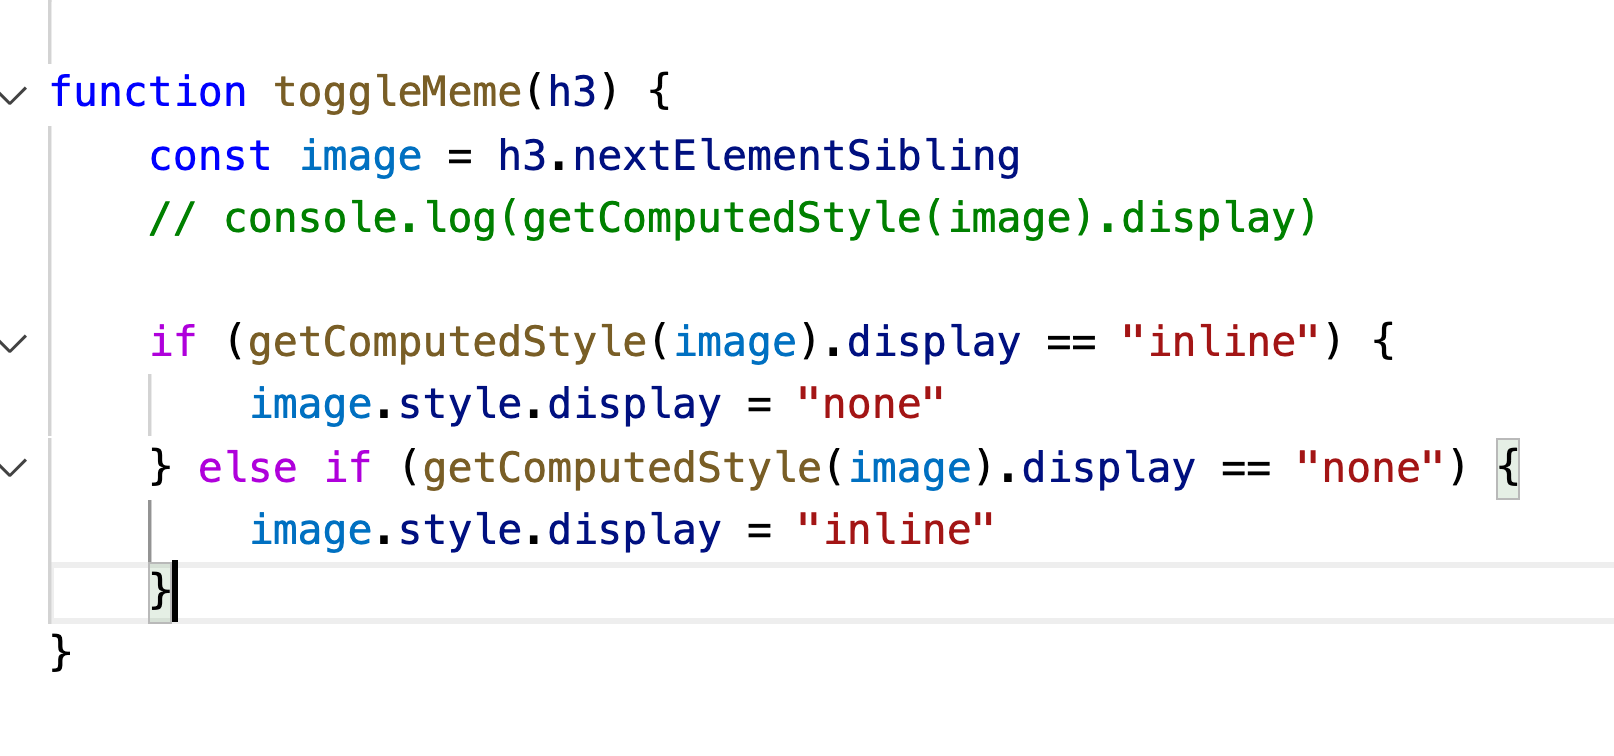 function toggleMeme(h3) {
    const image = h3.nextElementSibling
    // console.log(getComputedStyle(image).display)

    if (getComputedStyle(image).display == "inline") {
        image.style.display = "none"
    } else if (getComputedStyle(image).display == "none") {
        image.style.display = "inline"
    }
}